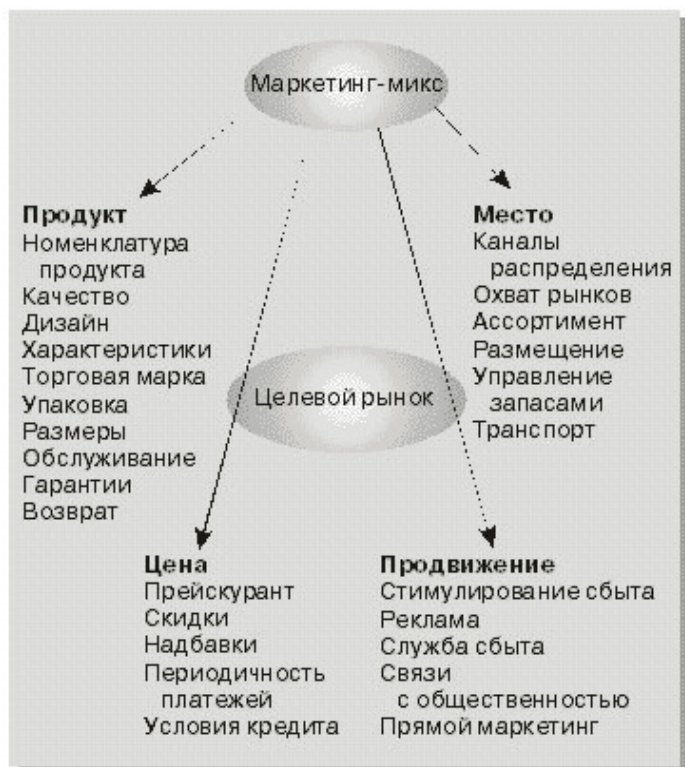 Маркетинг-микс
Продукт
Номенклатура
продукта
Качество
Дизайн
Характеристики
Торговая марка
Упаковка
Размеры
Обслуживание
Гарантии
Возврат
Место
Каналы
распределения
Охват рынков
Ассортимент
Размещение
Управление
запасами
Транспорт
Целевой рынок
Цена
Прейскурант
Скидки
Надбавки
Периодичность
платежей
Условия кредита
Продвижение
Стимулирование сбыта
Реклама
Служба сбыта
Связи
с общественностью
Прямой маркетинг